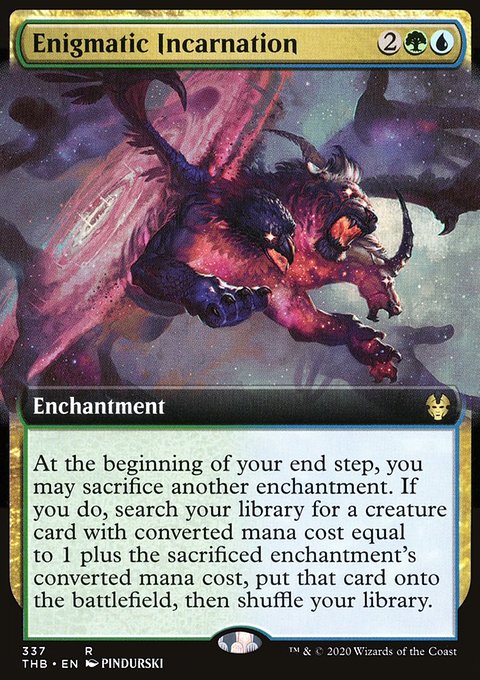 Enigmatic Incarnation 2
Enchantment
At the beginning of your end step, you
may sacrifice another enchantment. If
you do, search your library for a creature
card with converted mana cost equal
to 1 plus the sacrificed enchantment's
converted mana cost, put that card onto
the battlefield, then shuffle your library.
337 R
THB • EN PINDURSKI
™ & © 2020 Wizards of the Coast